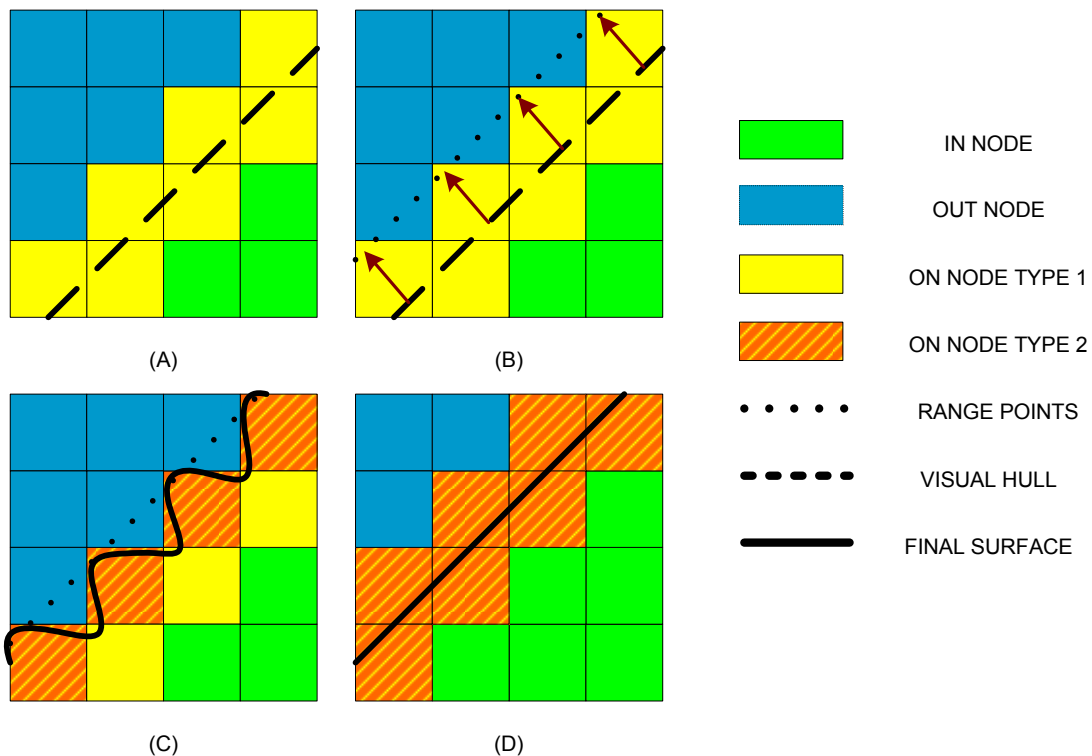 IN NODE
OUT NODE
ON NODE TYPE 1
ON NODE TYPE 2
(A)
(B)
RANGE POINTS
VISUAL HULL
FINAL SURFACE
(C)
(D)